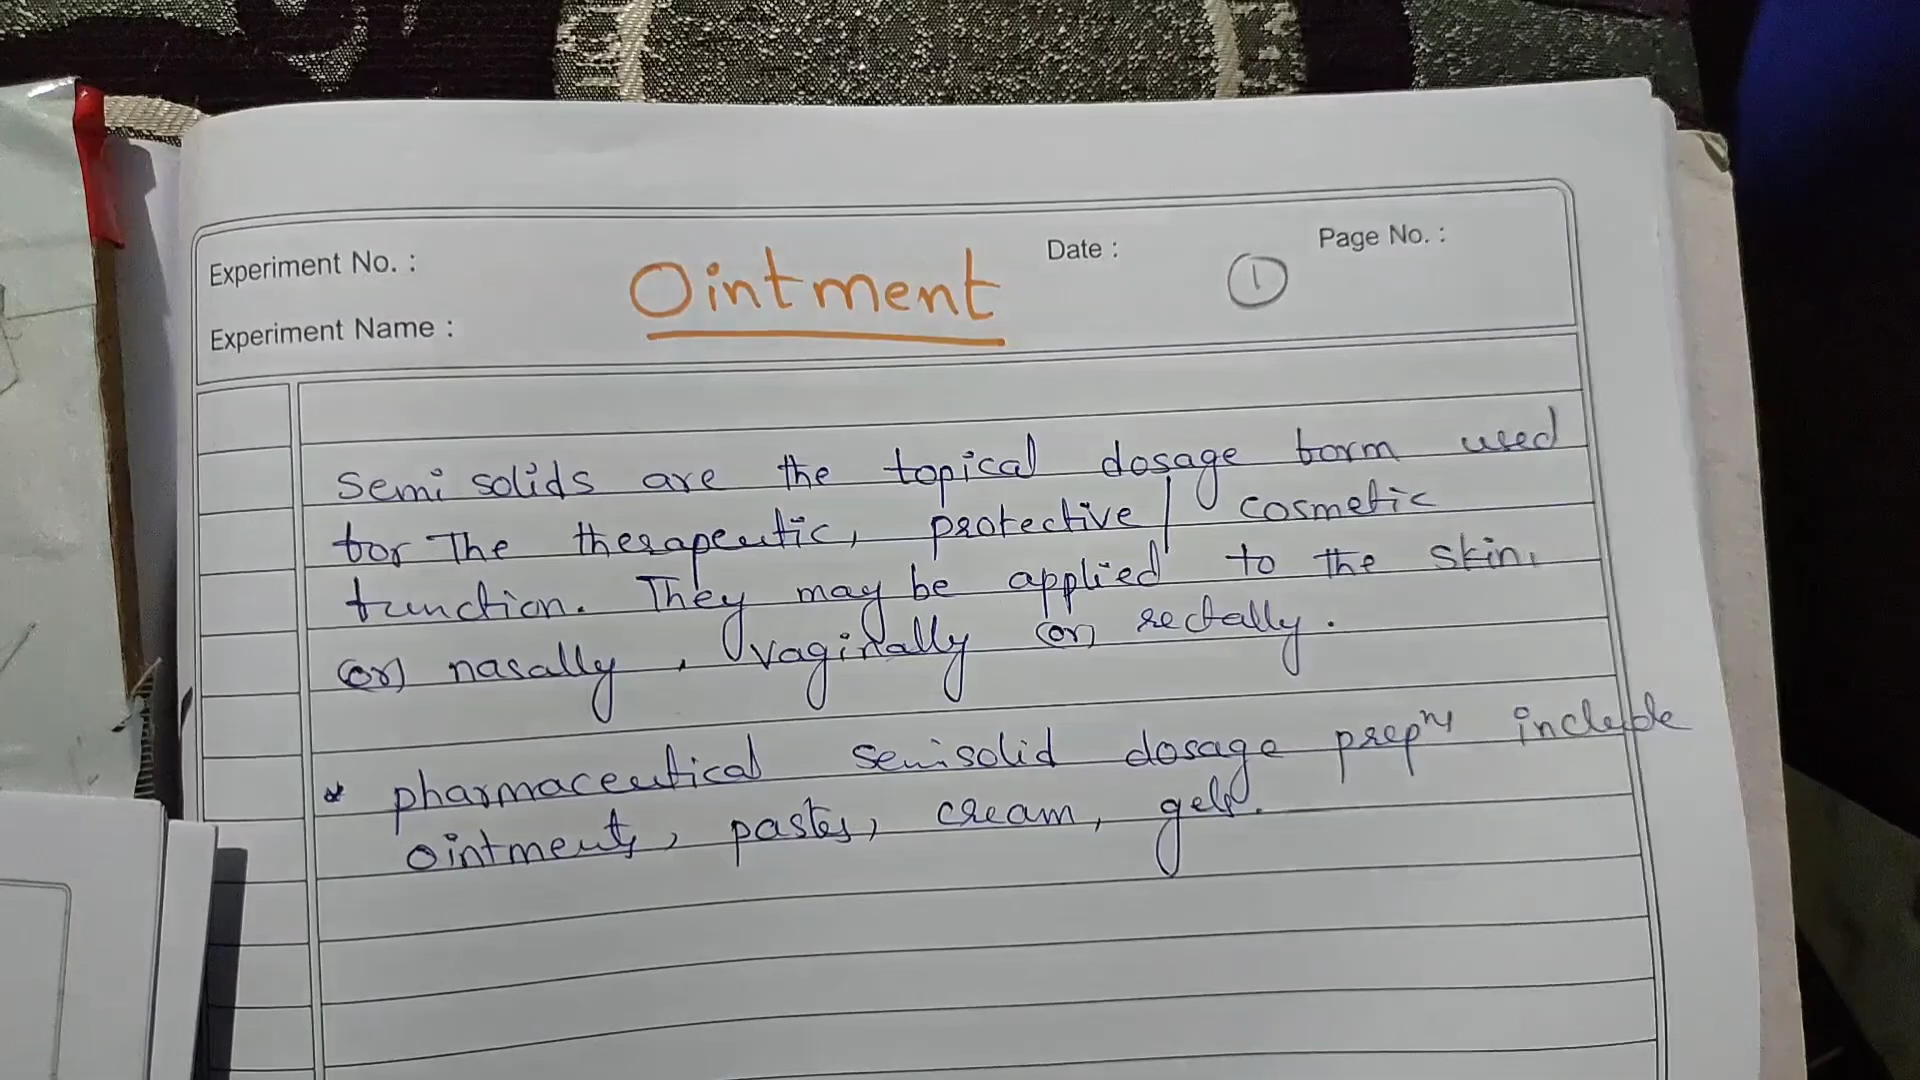 Experiment No. :
Ointment
Date :
①
Page No. :
Experiment Name :
Semi solids are the topical dosage form used
for The therapeutic, protective / cosmetic
function. They may be applied to the skin,
(or) nasally, vaginally (or) rectally.
* pharmaceutical semisolid dosage prepⁿˢ include
ointments, pastes, cream, gels.